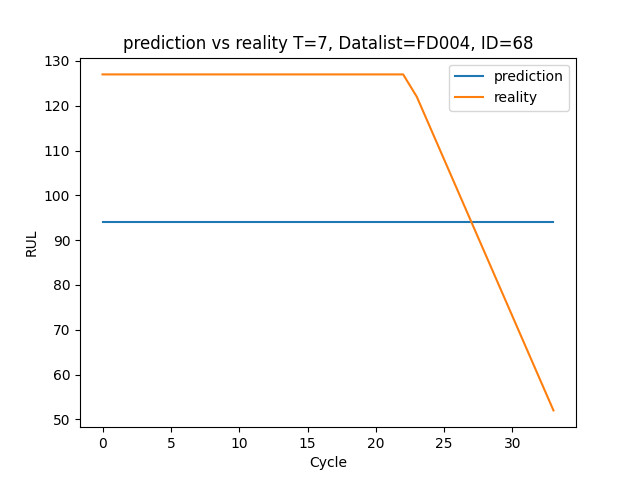 prediction vs reality T=7, Datalist=FD004, ID=68
130
120
110
100
90
80
70
60
50
RUL
prediction
reality
0 5 10 15 20 25 30
Cycle